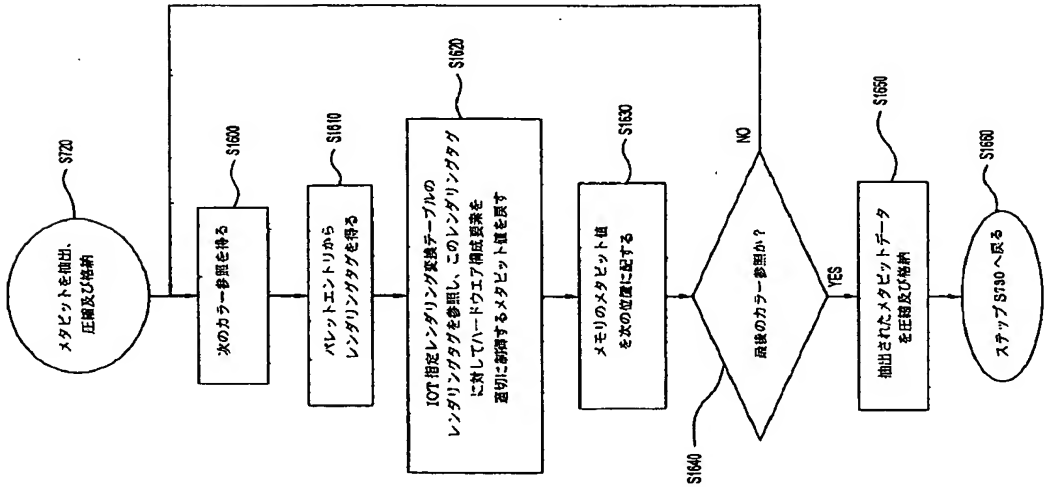 メタビットを抽出、
圧縮及び格納
S720
次のカラー参照を得る
S1600
パレットエントリから
レンダリングタグを得る
S1610
IOT 指定レンダリング変換テーブルの
レンダリングタグを参照し、このレンダリングタグ
に対してハードウエア構成要素を
適切に制御するメタビット値を戻す
S1620
メモリのメタビット値
を次の位置に配する
S1630
最後のカラー参照か?
NO
S1640
YES
抽出されたメタビットデータ
を圧縮及び格納
S1650
ステップ S730 へ戻る
S1660